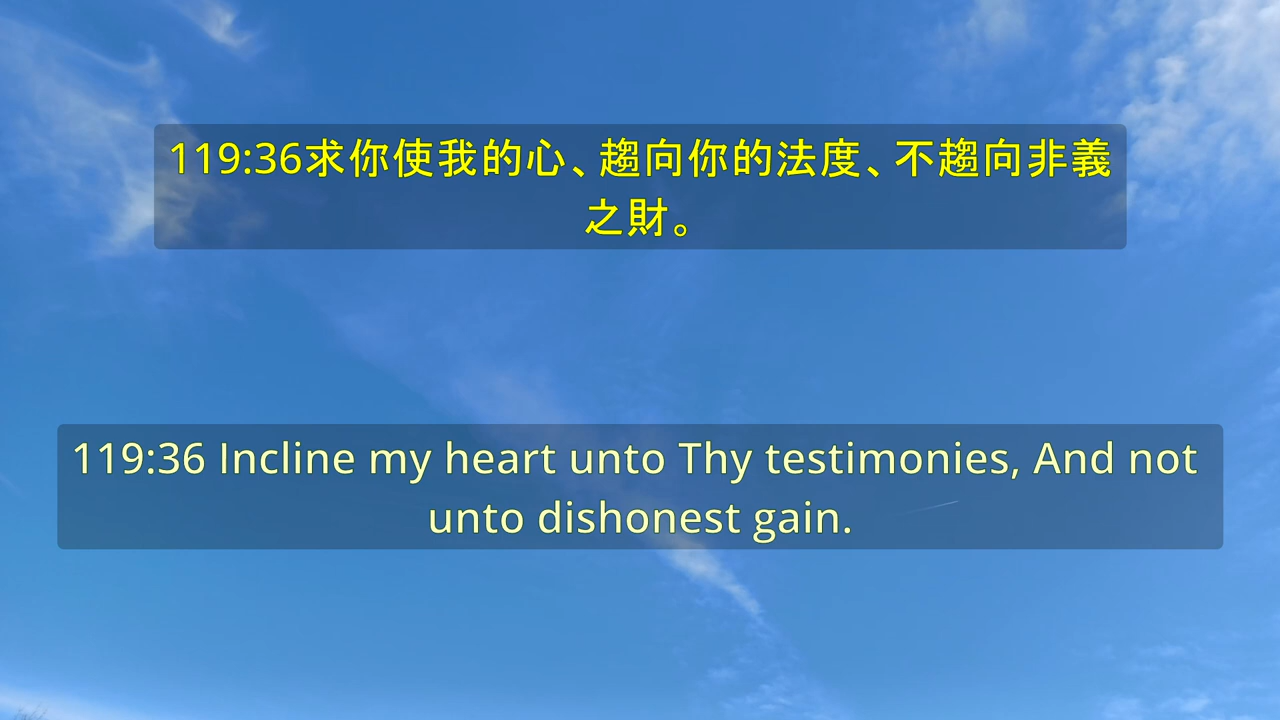 119:36求你使我的心、趨向你的法度、不趨向非義
之財。
119:36 Incline my heart unto Thy testimonies, And not
unto dishonest gain.